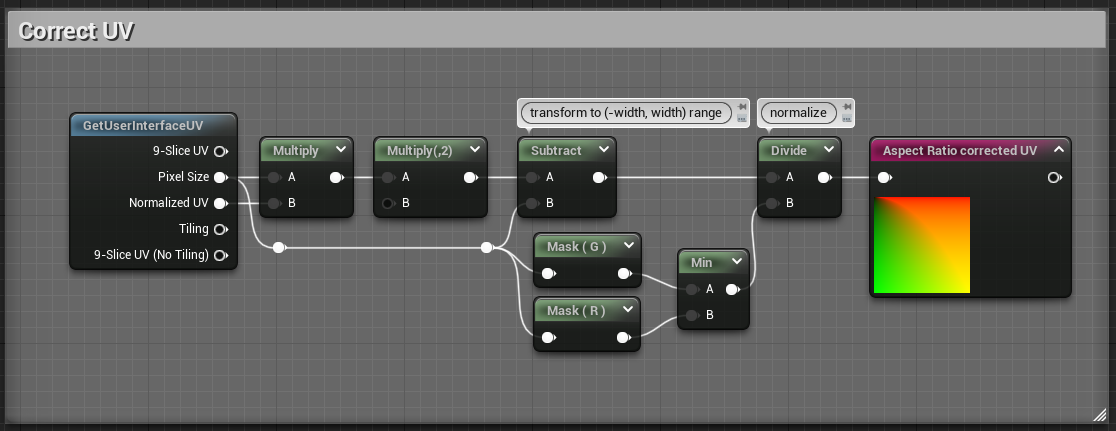 Correct UV
transform to (-width, width) range
normalize
GetUserInterfaceUV
9-Slice UV
Pixel Size
Normalized UV
Tiling
9-Slice UV (No Tiling)
Multiply
A
B
Multiply(,2)
A
B
Subtract
A
B
Mask ( G )
Mask ( R )
Min
A
B
Divide
A
B
Aspect Ratio corrected UV